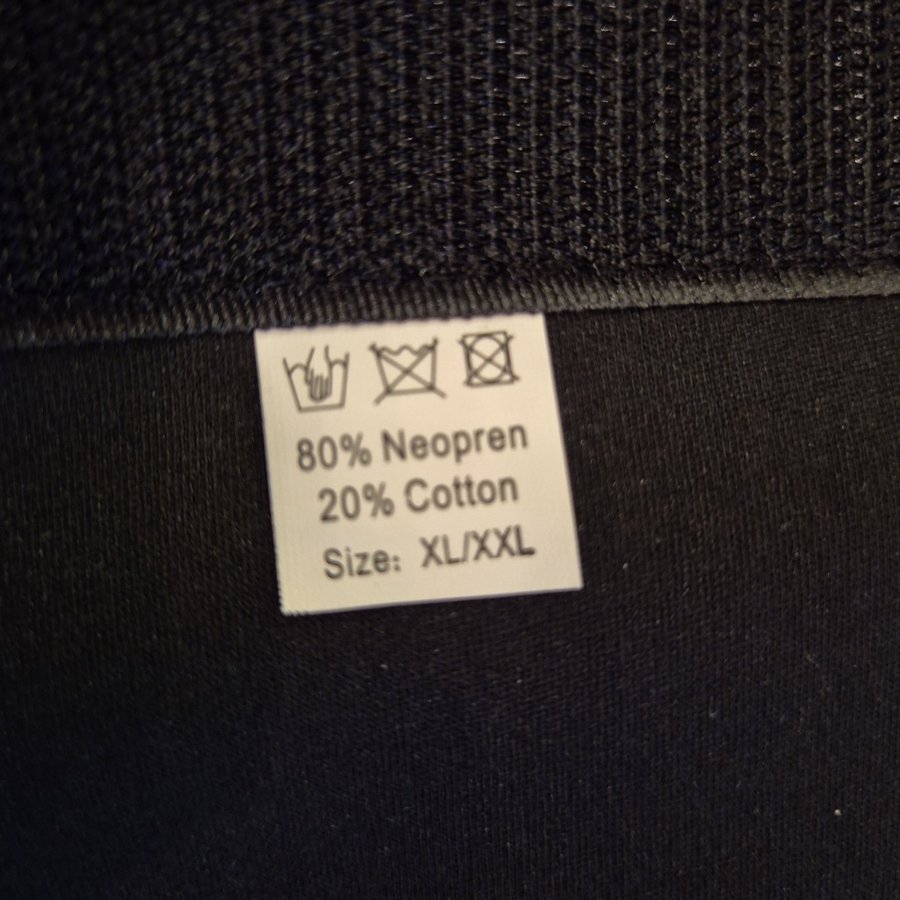 80% Neopren
20% Cotton
Size: XL/XXL